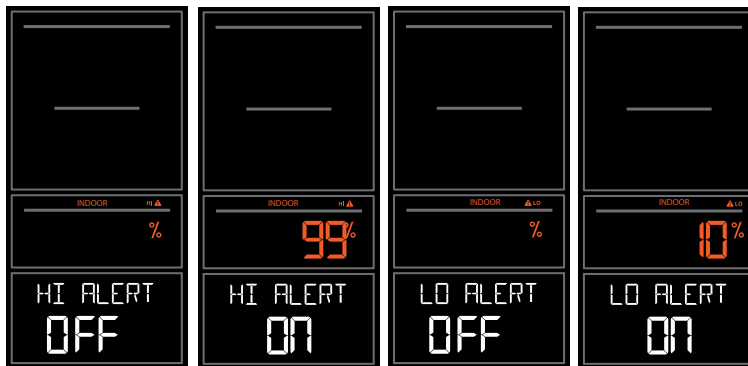 INDOOR HI
%
HI ALERT
OFF
INDOOR HI
99%
HI ALERT
ON
INDOOR LO
%
LO ALERT
OFF
INDOOR LO
10%
LO ALERT
ON